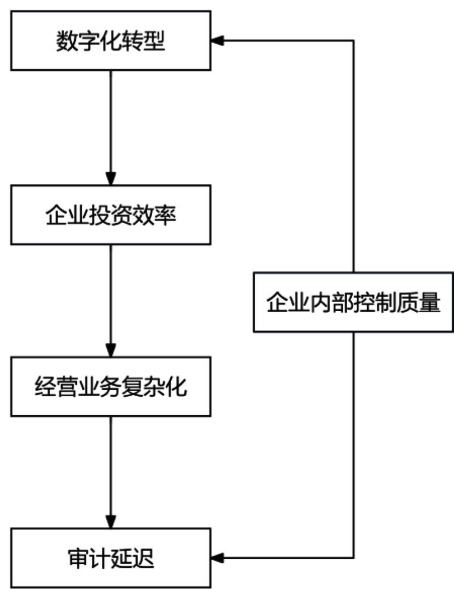 数字化转型
企业投资效率
企业内部控制质量
经营业务复杂化
审计延迟